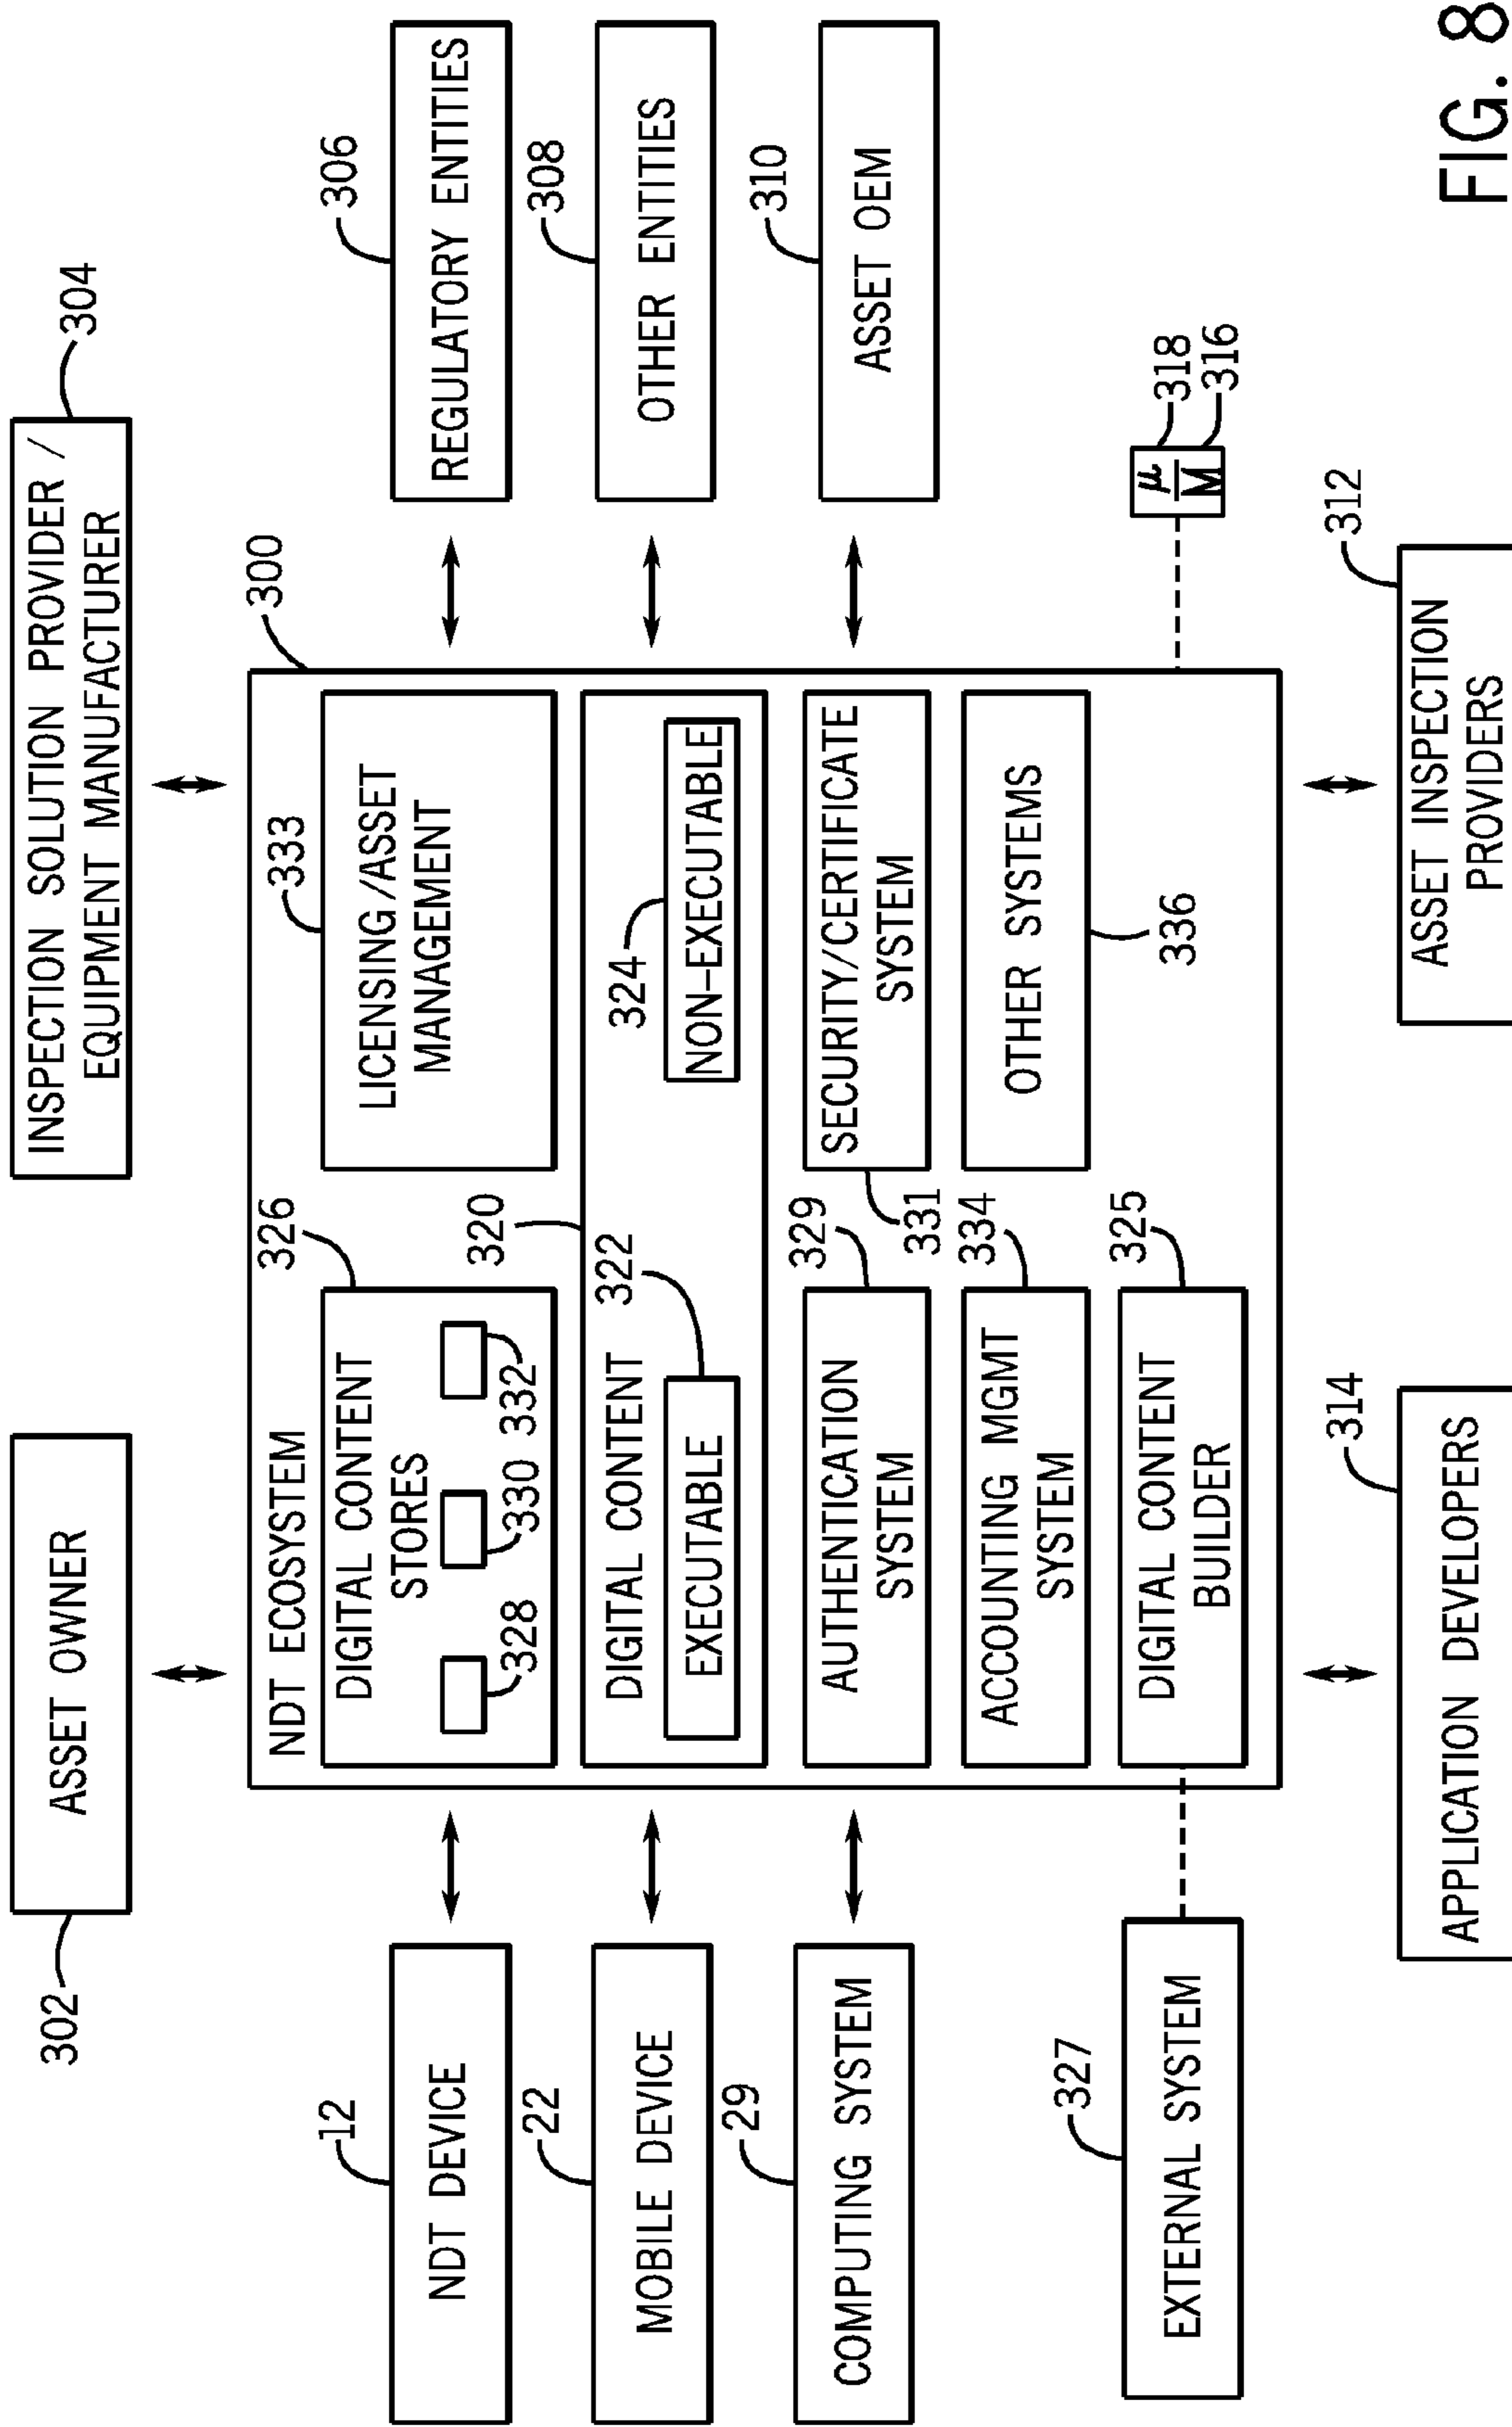 302
ASSET OWNER
INSPECTION SOLUTION PROVIDER /
EQUIPMENT MANUFACTURER
304
12
NDT DEVICE
22
MOBILE DEVICE
29
COMPUTING SYSTEM
327
EXTERNAL SYSTEM
300
NDT ECOSYSTEM
326
DIGITAL CONTENT
STORES
328
330
332
333
LICENSING/ASSET
MANAGEMENT
320
DIGITAL CONTENT
322
EXECUTABLE
324
NON-EXECUTABLE
329
AUTHENTICATION
SYSTEM
331
SECURITY/CERTIFICATE
SYSTEM
334
ACCOUNTING MGMT
SYSTEM
OTHER SYSTEMS
336
325
DIGITAL CONTENT
BUILDER
306
REGULATORY ENTITIES
308
OTHER ENTITIES
310
ASSET OEM
μ
M
318
316
314
APPLICATION DEVELOPERS
312
ASSET INSPECTION
PROVIDERS
FIG. 8